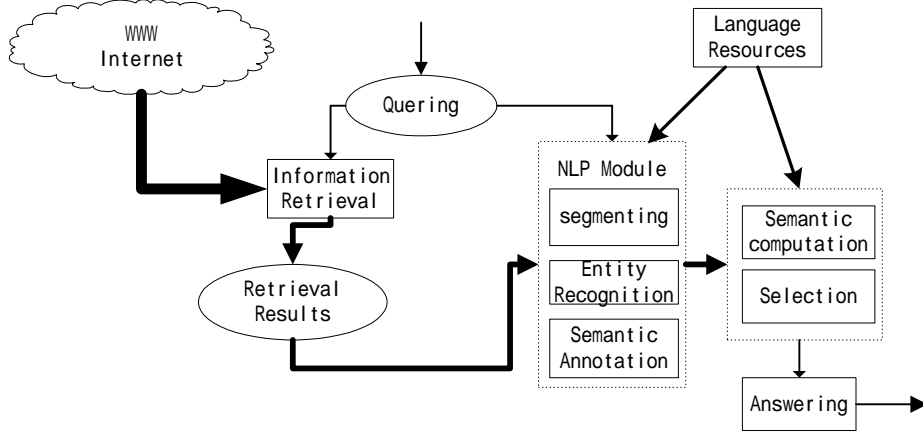 WWW
Internet
Language
Resources
Quering
Information
Retrieval
NLP Module
segmenting
Semantic
computation
Entity
Recognition
Retrieval
Results
Selection
Semantic
Annotation
Answering